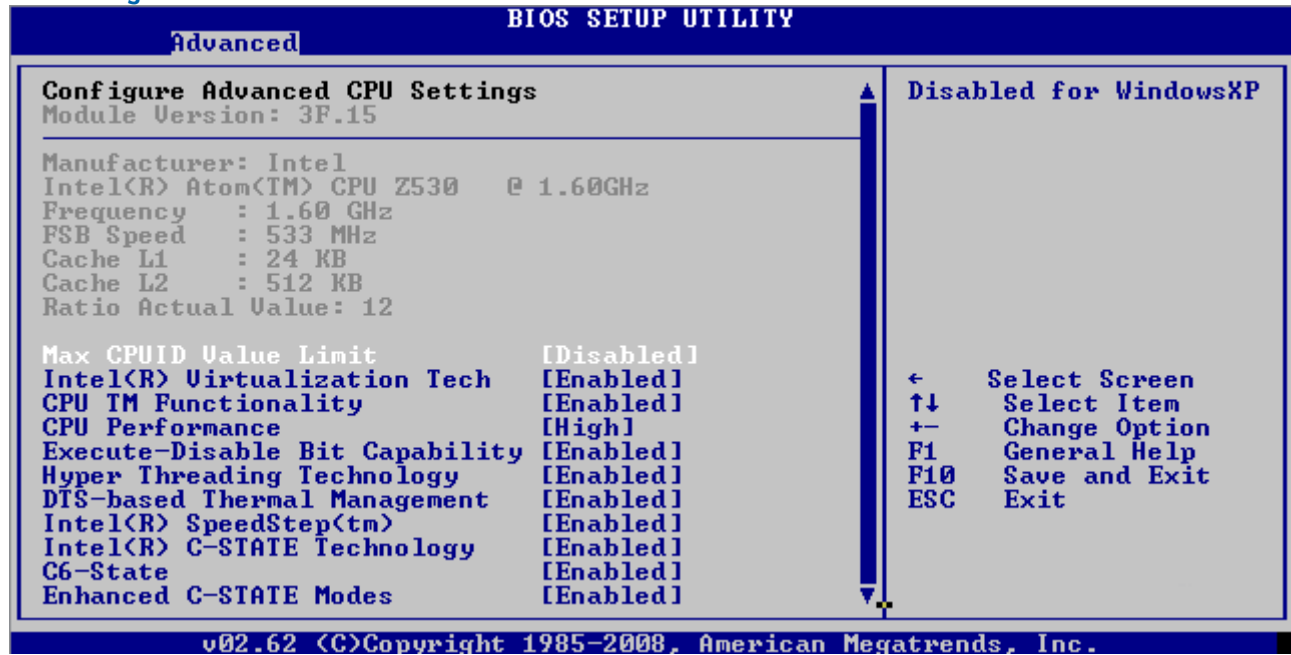 BIOS SETUP UTILITY
Advanced
Configure Advanced CPU Settings
Module Version: 3F.15
Manufacturer: Intel
Intel(R) Atom(TM) CPU Z530 @ 1.60GHz
Frequency : 1.60 GHz
FSB Speed : 533 MHz
Cache L1 : 24 KB
Cache L2 : 512 KB
Ratio Actual Value: 12
Max CPUID Value Limit [Disabled]
Intel(R) Virtualization Tech [Enabled]
CPU TM Functionality [Enabled]
CPU Performance [High]
Execute-Disable Bit Capability [Enabled]
Hyper Threading Technology [Enabled]
DTS-based Thermal Management [Enabled]
Intel(R) SpeedStep(tm) [Enabled]
Intel(R) C-STATE Technology [Enabled]
C6-State [Enabled]
Enhanced C-STATE Modes [Enabled]
Disabled for WindowsXP
← Select Screen
↑↓ Select Item
+- Change Option
F1 General Help
F10 Save and Exit
ESC Exit
v02.62 (C)Copyright 1985-2008, American Megatrends, Inc.